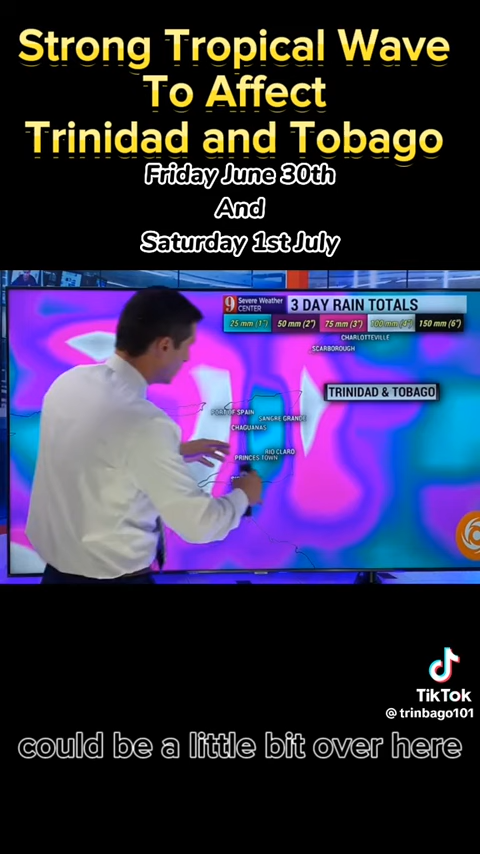 Strong Tropical Wave
To Affect
Trinidad and Tobago
Friday June 30th
And
Saturday 1st July
9 Severe Weather CENTER
3 DAY RAIN TOTALS
25 mm (1") 50 mm (2") 75 mm (3") 100 mm (4") 150 mm (6")
CHARLOTTEVILLE
SCARBOROUGH
TRINIDAD & TOBAGO
PORT OF SPAIN
SANGRE GRANDE
CHAGUANAS
RIO CLARO
PRINCES TOWN
TikTok
@ trinbago101
could be a little bit over here